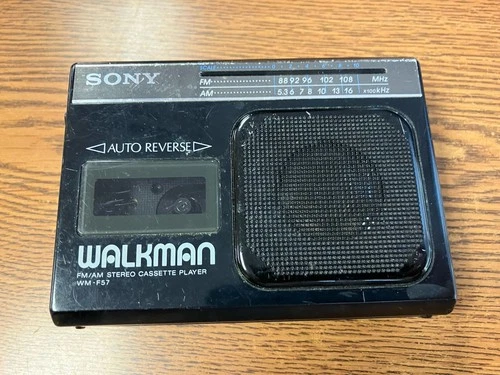 SCALE
SONY
FM 88 92 96 102 108 MHz
AM 5.3 6 7 8 10 13 16 x100kHz
AUTO REVERSE
WALKMAN
FM/AM STEREO CASSETTE PLAYER
WM-F57